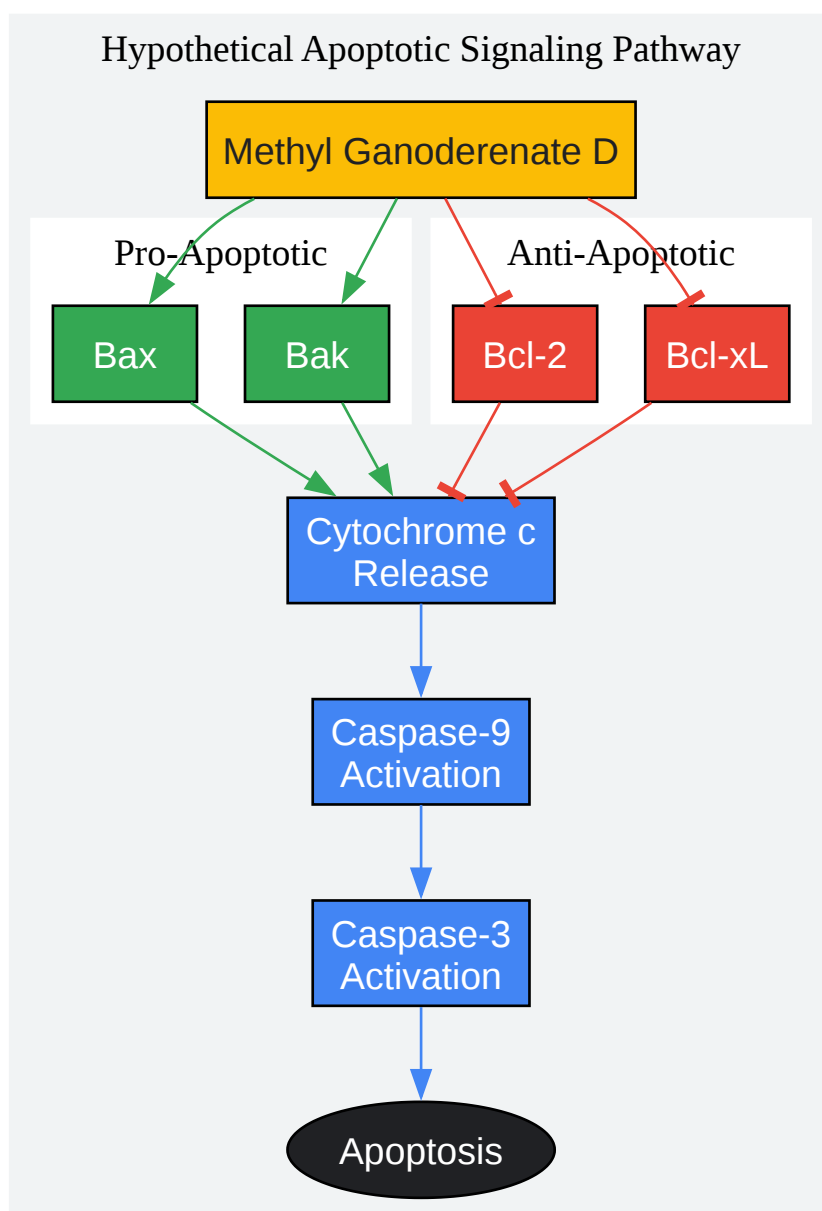 Hypothetical Apoptotic Signaling Pathway
Methyl Ganoderenate D
Pro-Apoptotic
Anti-Apoptotic
Bax
Bak
Bcl-2
Bcl-xL
Cytochrome c
Release
Caspase-9
Activation
Caspase-3
Activation
Apoptosis